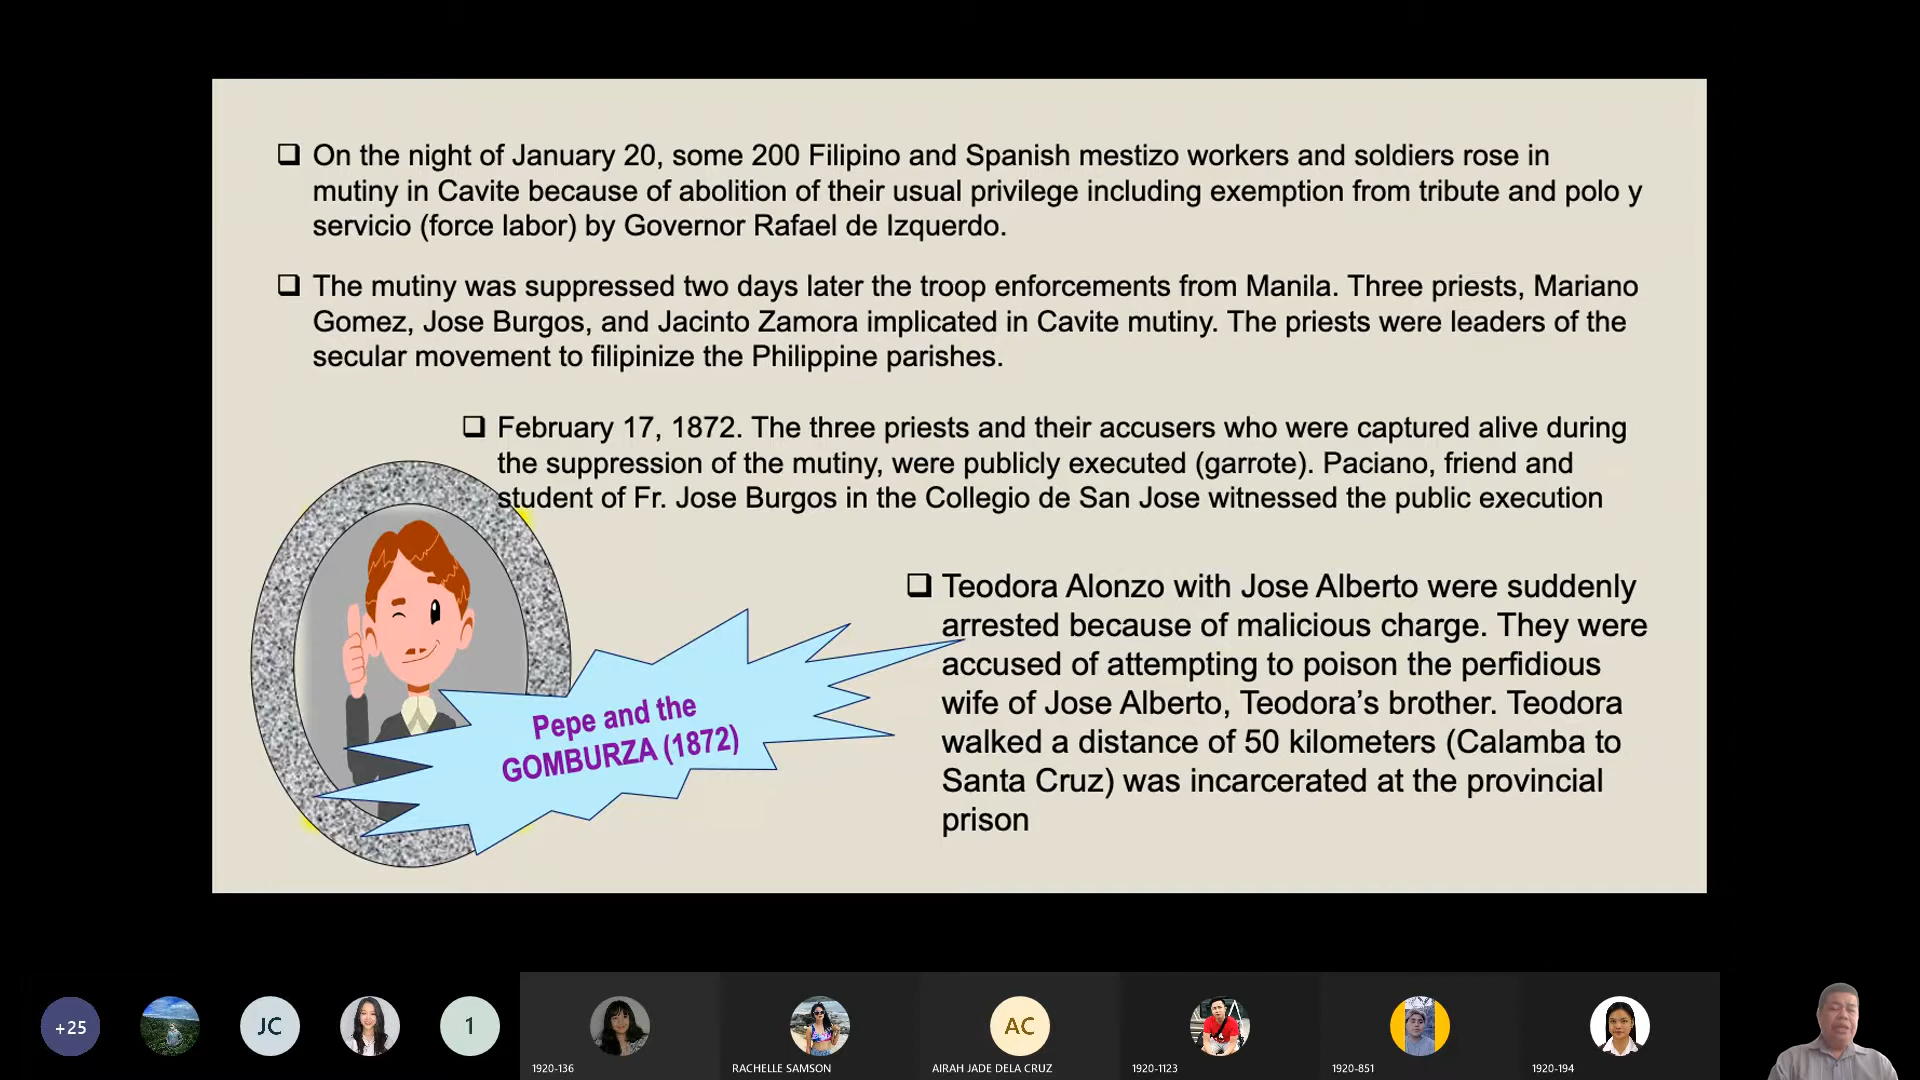 On the night of January 20, some 200 Filipino and Spanish mestizo workers and soldiers rose in
mutiny in Cavite because of abolition of their usual privilege including exemption from tribute and polo y
servicio (force labor) by Governor Rafael de Izquerdo.
The mutiny was suppressed two days later the troop enforcements from Manila. Three priests, Mariano
Gomez, Jose Burgos, and Jacinto Zamora implicated in Cavite mutiny. The priests were leaders of the
secular movement to filipinize the Philippine parishes.
February 17, 1872. The three priests and their accusers who were captured alive during
the suppression of the mutiny, were publicly executed (garrote). Paciano, friend and
student of Fr. Jose Burgos in the Collegio de San Jose witnessed the public execution
Teodora Alonzo with Jose Alberto were suddenly
arrested because of malicious charge. They were
accused of attempting to poison the perfidious
wife of Jose Alberto, Teodora’s brother. Teodora
walked a distance of 50 kilometers (Calamba to
Santa Cruz) was incarcerated at the provincial
prison
Pepe and the
GOMBURZA (1872)
+25
JC
1
AC
1920-136
RACHELLE SAMSON
AIRAH JADE DELA CRUZ
1920-1123
1920-851
1920-194